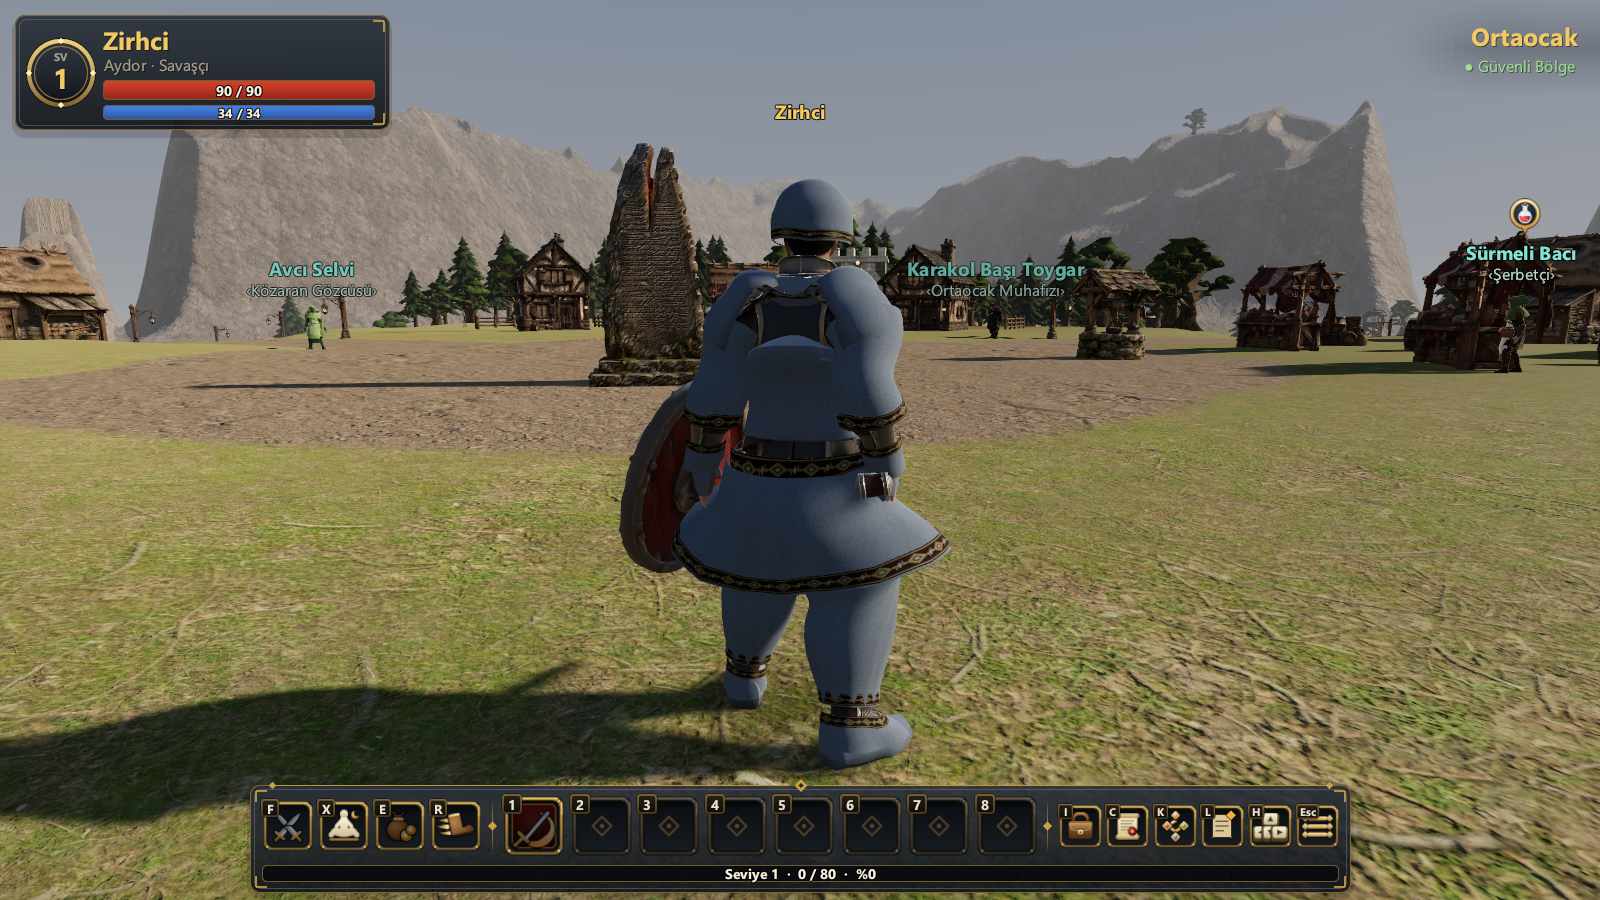 Zirhci
SV
1
Aydor · Savaşçı
90 / 90
34 / 34
Ortaocak
Güvenli Bölge
Zirhci
Avcı Selvi
‹Közaran Gözcüsü›
Karakol Başı Toygar
‹Ortaocak Muhafızı›
Sürmeli Bacı
‹Şerbetçi›
F X E R 1 2 3 4 5 6 7 8 I C K L H Esc
Seviye 1 · 0 / 80 · %0